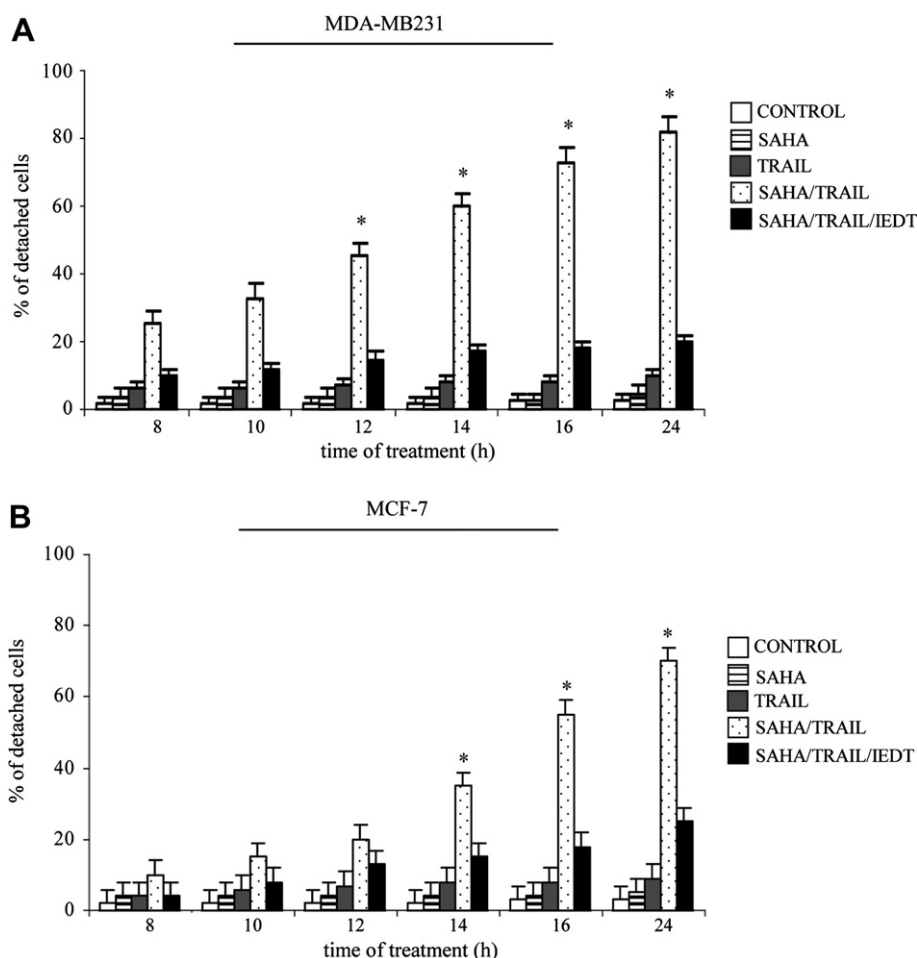 A
MDA-MB231
100
80
60
40
20
0
% of detached cells
* * * *
8 10 12 14 16 24
time of treatment (h)
CONTROL
SAHA
TRAIL
SAHA/TRAIL
SAHA/TRAIL/IEDT
B
MCF-7
100
80
60
40
20
0
% of detached cells
* * *
8 10 12 14 16 24
time of treatment (h)
CONTROL
SAHA
TRAIL
SAHA/TRAIL
SAHA/TRAIL/IEDT